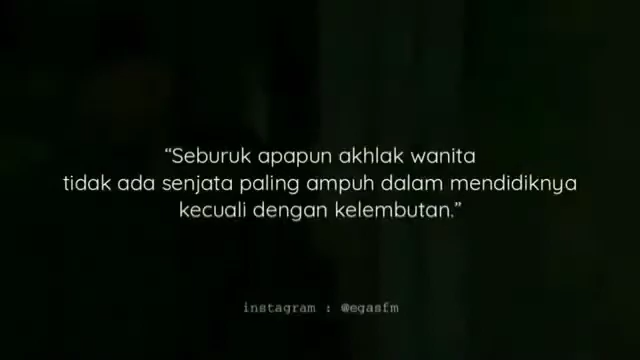 “Seburuk apapun akhlak wanita
tidak ada senjata paling ampuh dalam mendidiknya
kecuali dengan kelembutan.”
instagram : @egasfm